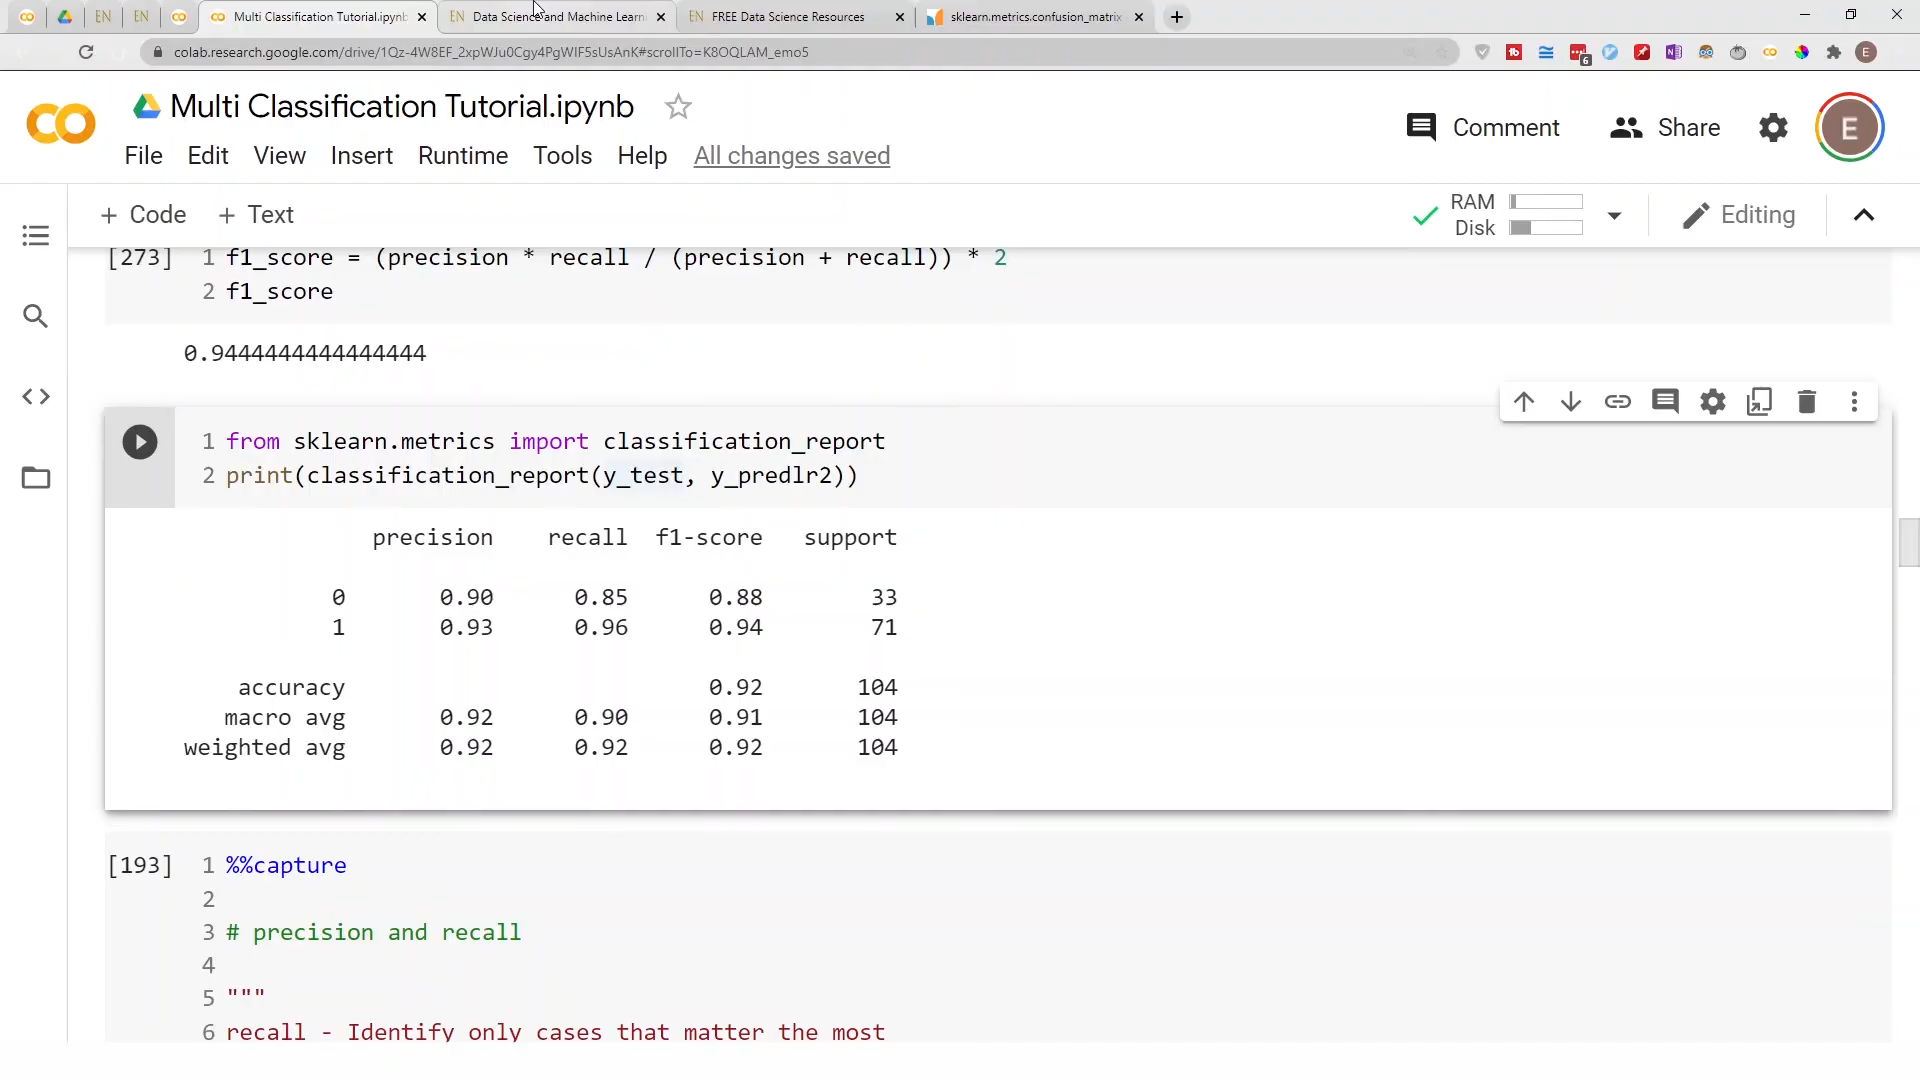 Multi Classification Tutorial.ipynb
EN Data Science and Machine Learn
EN FREE Data Science Resources
sklearn.metrics.confusion_matrix
colab.research.google.com/drive/1Qz-4W8EF_2xpWJu0Cgy4PgWIF5sUsAnK#scrollTo=K8OQLAM_emo5
Multi Classification Tutorial.ipynb
Comment Share E
File Edit View Insert Runtime Tools Help All changes saved
+ Code + Text
RAM
Disk
Editing
[273] 1 f1_score = (precision * recall / (precision + recall)) * 2
2 f1_score
0.9444444444444444
1 from sklearn.metrics import classification_report
2 print(classification_report(y_test, y_predlr2))
precision recall f1-score support
0 0.90 0.85 0.88 33
1 0.93 0.96 0.94 71
accuracy 0.92 104
macro avg 0.92 0.90 0.91 104
weighted avg 0.92 0.92 0.92 104
[193] 1 %%capture
2
3 # precision and recall
4
5 """
6 recall - Identify only cases that matter the most